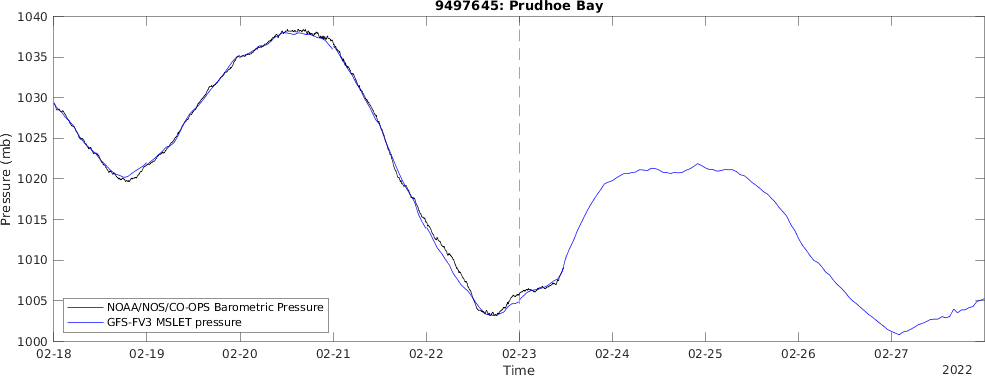 9497645: Prudhoe Bay
1040
1035
1030
1025
1020
1015
1010
1005
1000
Pressure (mb)
NOAA/NOS/CO-OPS Barometric Pressure
GFS-FV3 MSLET pressure
02-18 02-19 02-20 02-21 02-22 02-23 02-24 02-25 02-26 02-27
Time
2022